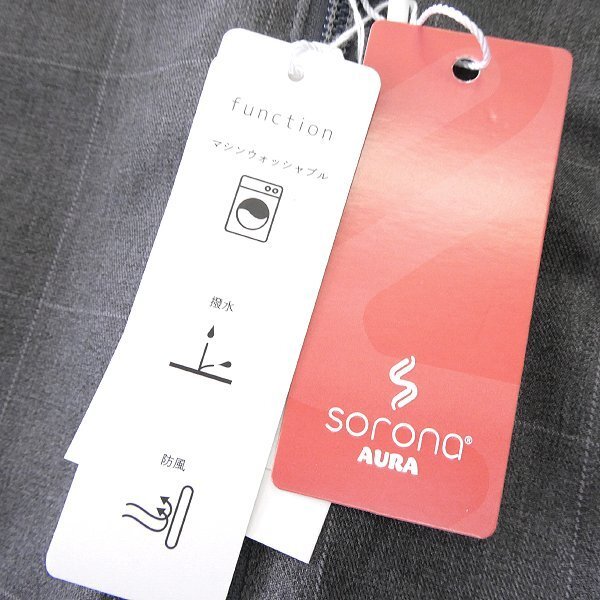 function
マシンウォッシャブル
撥水
防風
sorona®
AURA